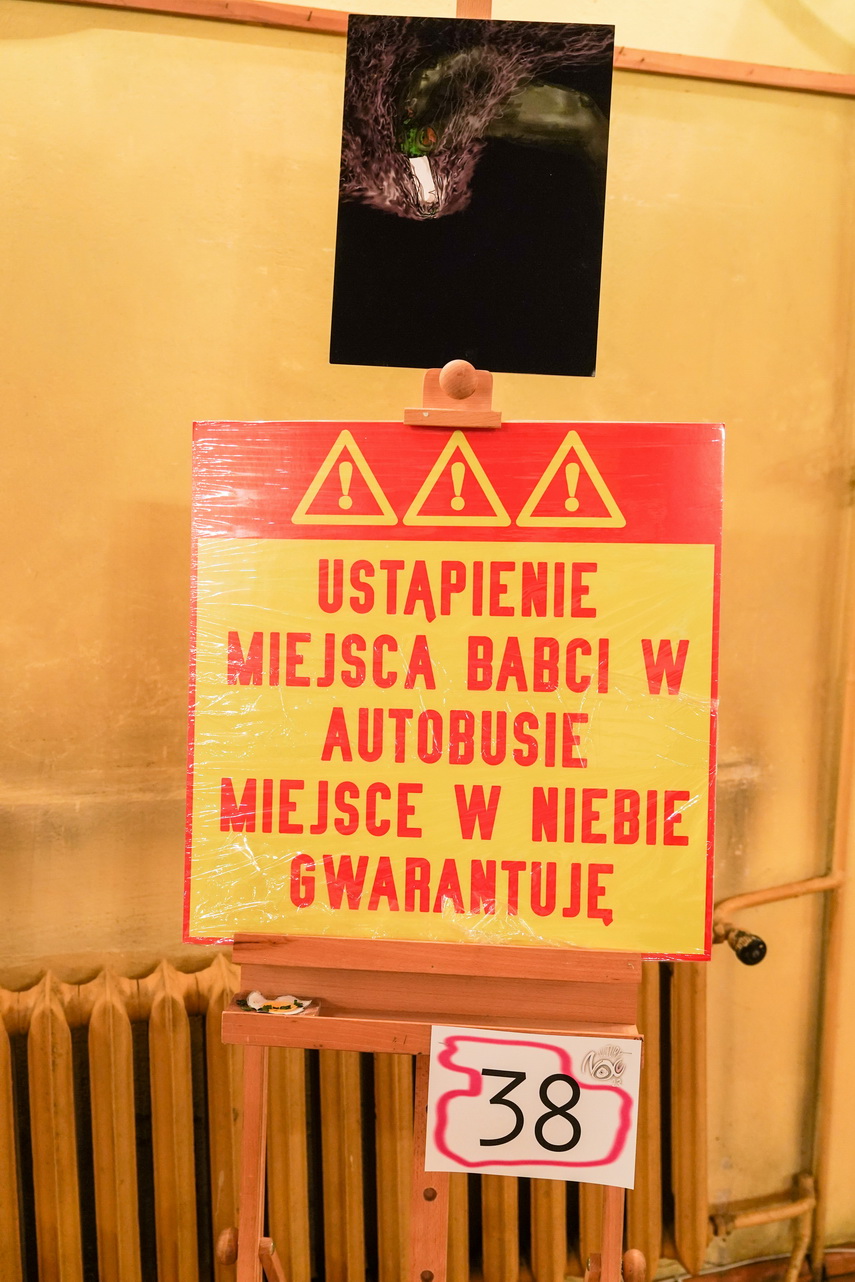 USTĄPIENIE
MIEJSCA BABCI W
AUTOBUSIE
MIEJSCE W NIEBIE
GWARANTUJĘ
38